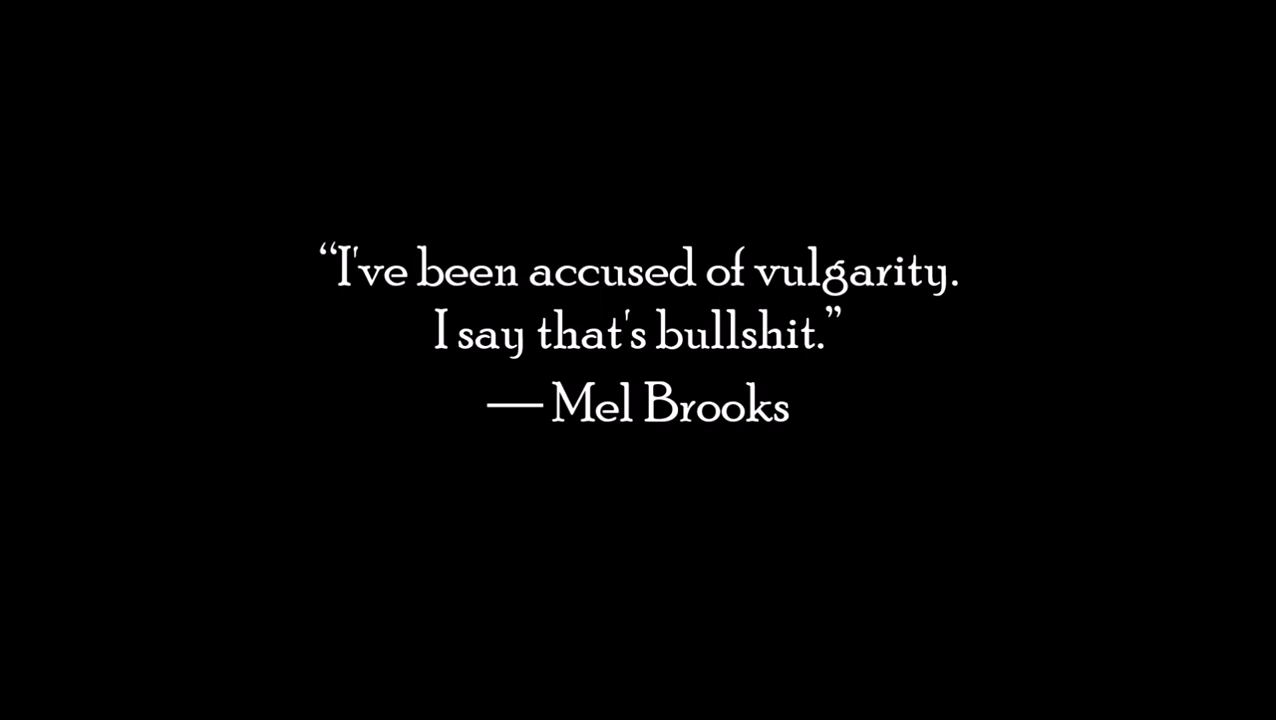 “I've been accused of vulgarity.
I say that's bullshit.”
— Mel Brooks